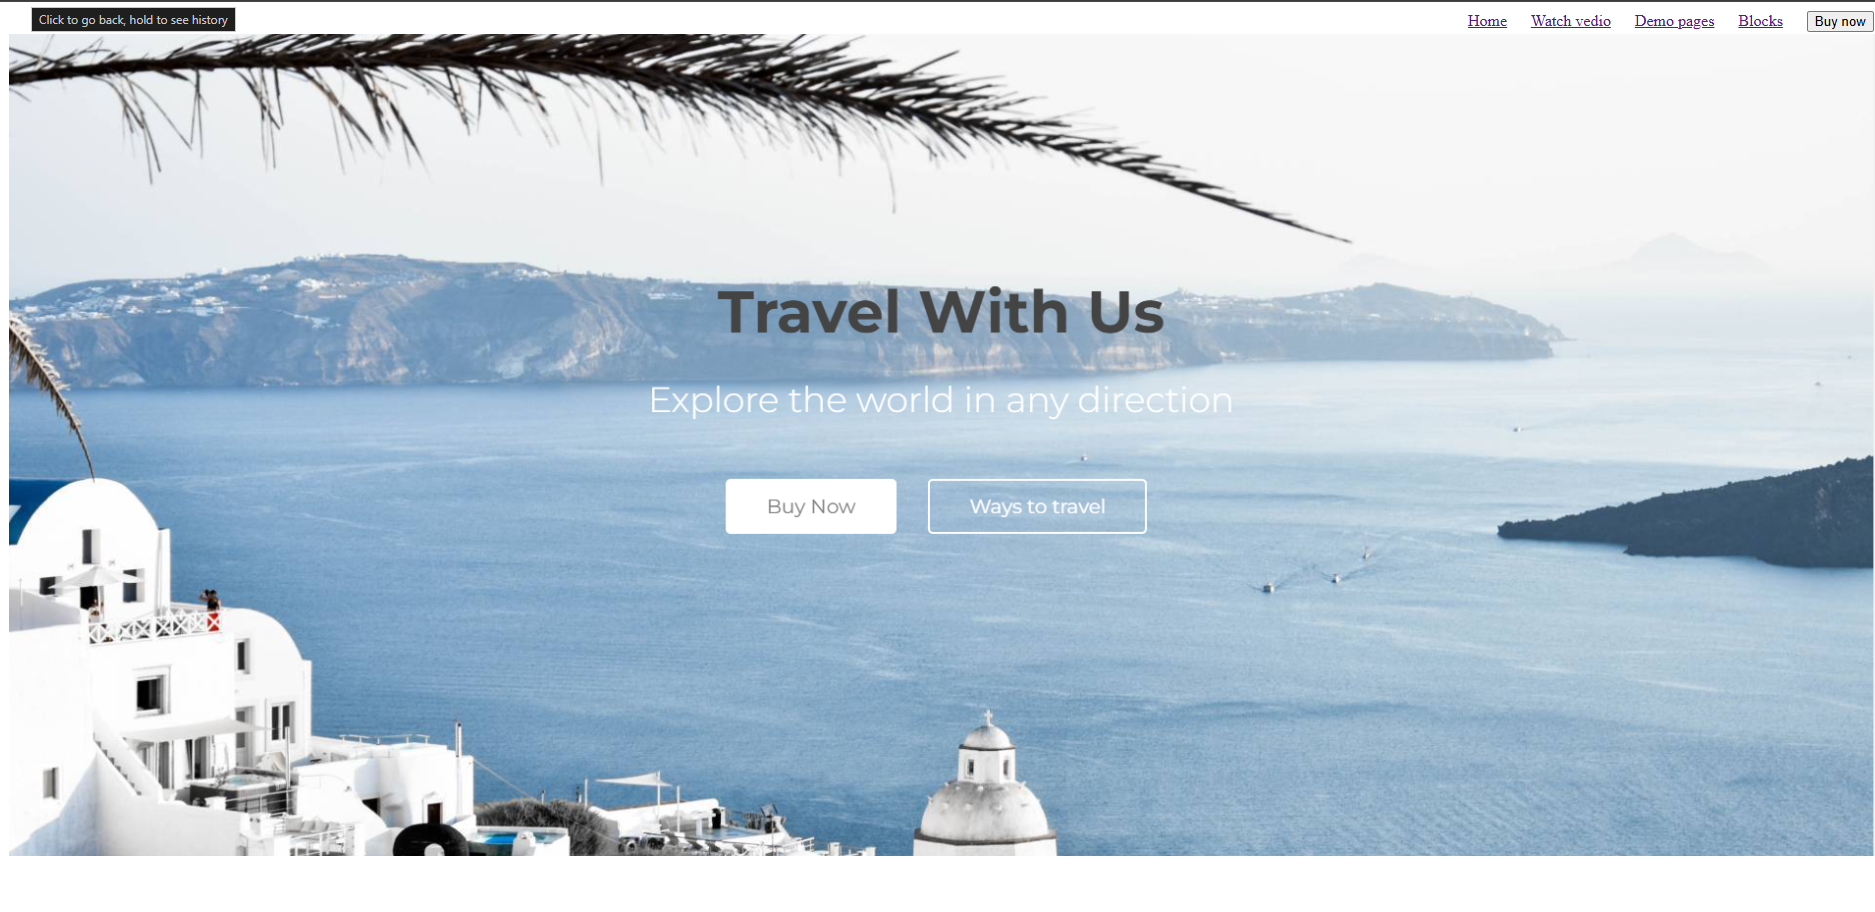 Click to go back, hold to see history
Home Watch vedio Demo pages Blocks Buy now
Travel With Us
Explore the world in any direction
Buy Now Ways to travel